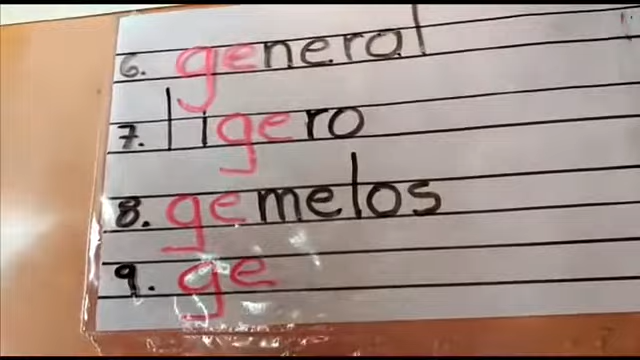 6. general
7. ligero
8. gemelos
9. ge